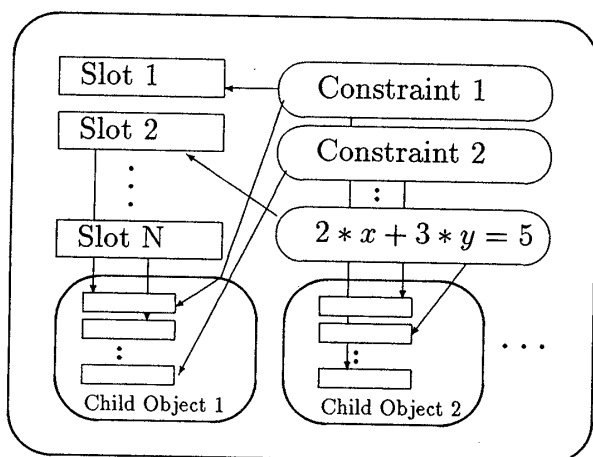 Slot 1
Constraint 1
Slot 2
Constraint 2
Slot N
2 * x + 3 * y = 5
Child Object 1
Child Object 2